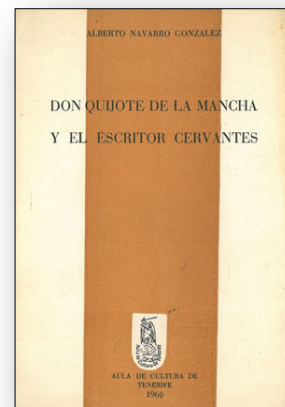 ALBERTO NAVARRO GONZALEZ
DON QUIJOTE DE LA MANCHA
Y EL ESCRITOR CERVANTES
AULA DE CULTURA DE
TENERIFE
1960